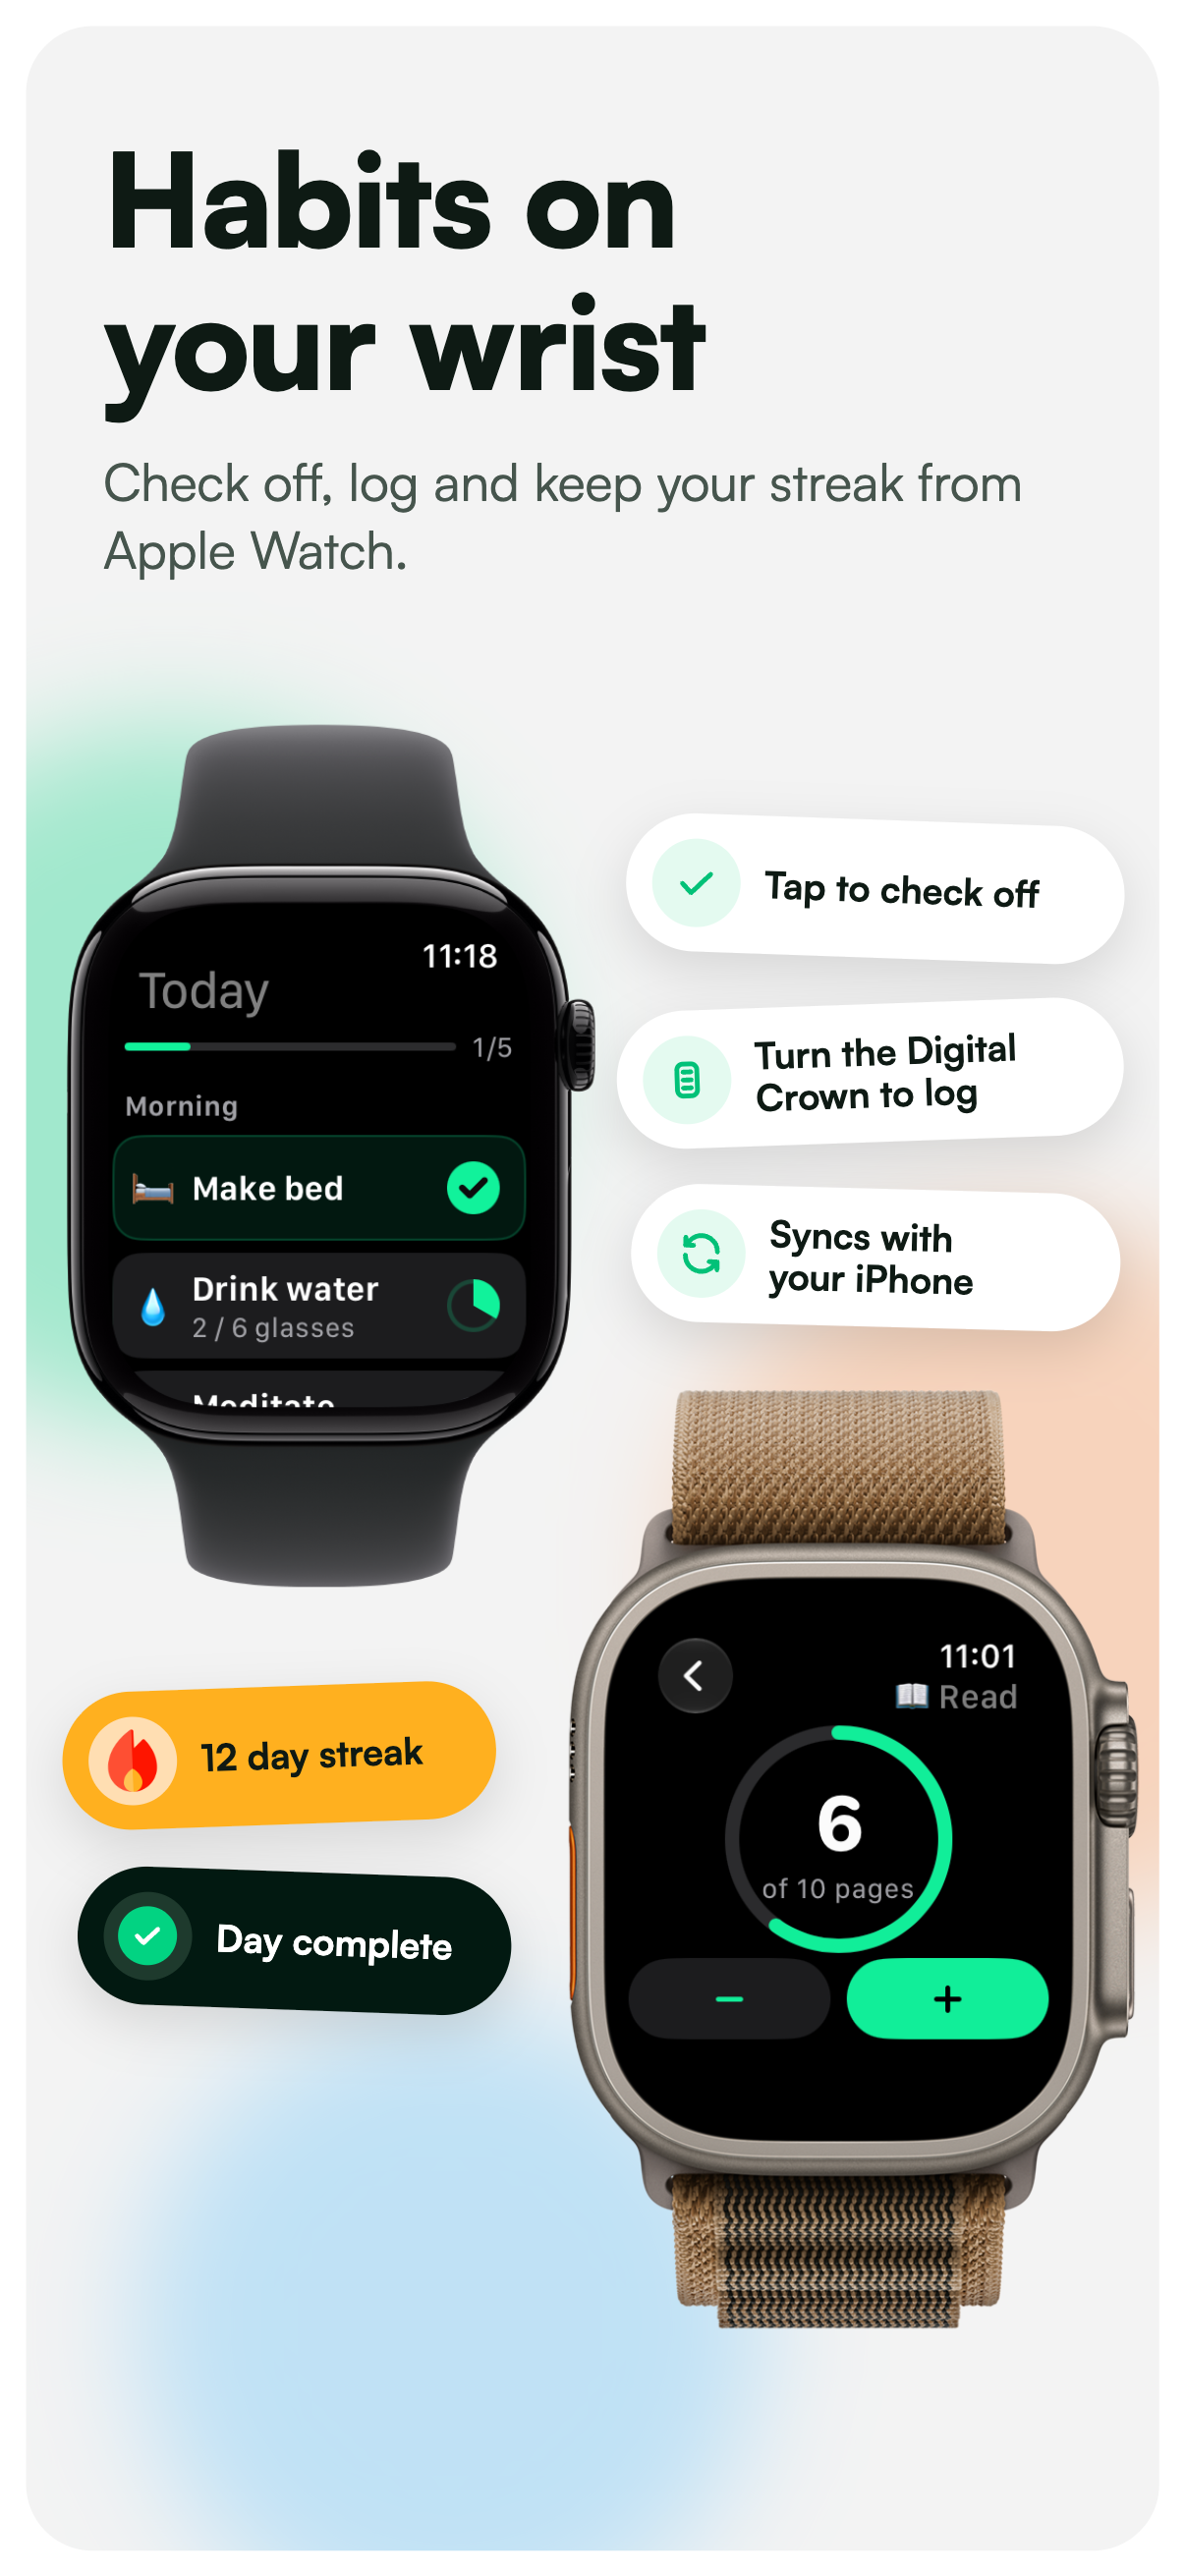 Habits on
your wrist
Check off, log and keep your streak from
Apple Watch.
11:18
Today
1/5
Morning
Make bed
Drink water
2 / 6 glasses
Meditate
Tap to check off
Turn the Digital
Crown to log
Syncs with
your iPhone
12 day streak
Day complete
11:01
Read
6
of 10 pages